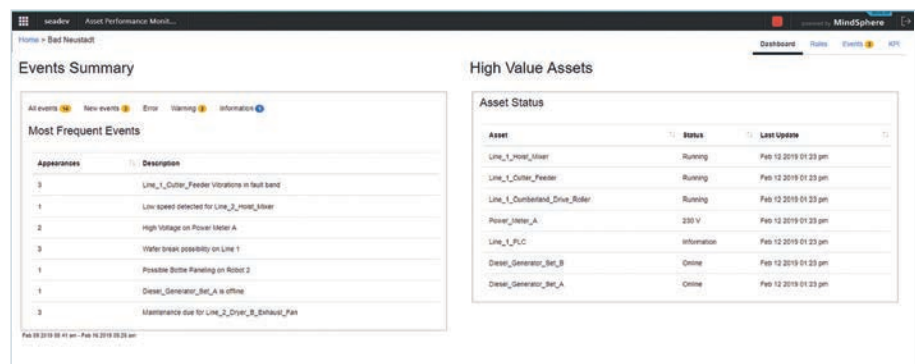 seadev Asset Performance Monit...
MindSphere
Home > Bad Neustadt
Dashboard Rules Events KPI
Events Summary
High Value Assets
All events 14 New events Error Warning Information
Asset Status
Most Frequent Events
Asset Status Last Update
Appearances Description
Line_1_Hoist_Mixer Running Feb 12 2019 01:23 pm
3 Line_1_Cutter_Feeder Vibrations in fault band
Line_1_Cutter_Feeder Running Feb 12 2019 01:23 pm
1 Low speed detected for Line_2_Hoist_Mixer
Line_1_Cumberland_Drive_Roller Running Feb 12 2019 01:23 pm
2 High Voltage on Power Meter A
Power_Meter_A 230 V Feb 12 2019 01:23 pm
3 Wafer break possibility on Line 1
Line_1_PLC Information Feb 12 2019 01:23 pm
1 Possible Bottle Paneling on Robot 2
Diesel_Generator_Set_B Online Feb 12 2019 01:23 pm
1 Diesel_Generator_Set_A is offline
Diesel_Generator_Set_A Online Feb 12 2019 01:23 pm
3 Maintenance due for Line_2_Dryer_B_Exhaust_Fan